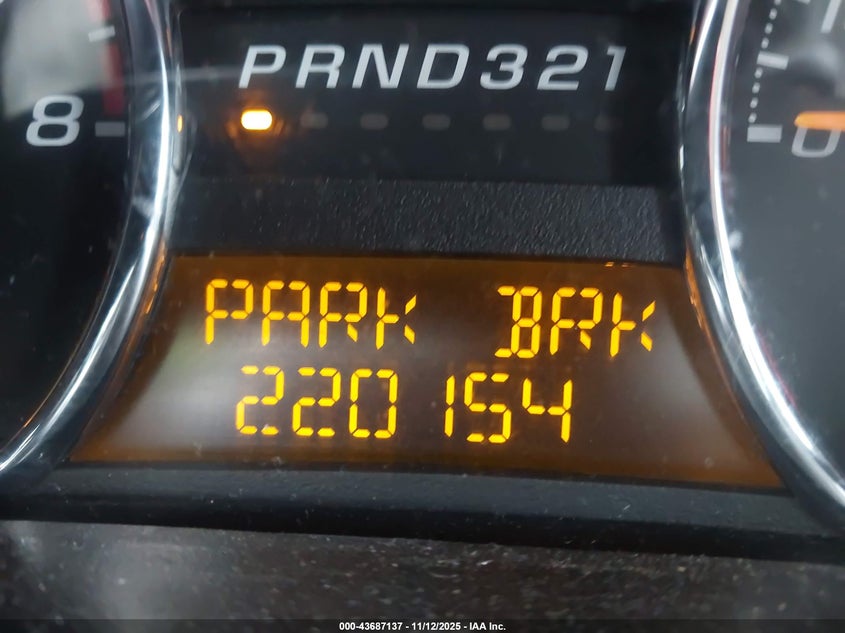 PRND321
8
0
PARK BRK
220154
000-43687137 - 11/12/2025 - IAA Inc.